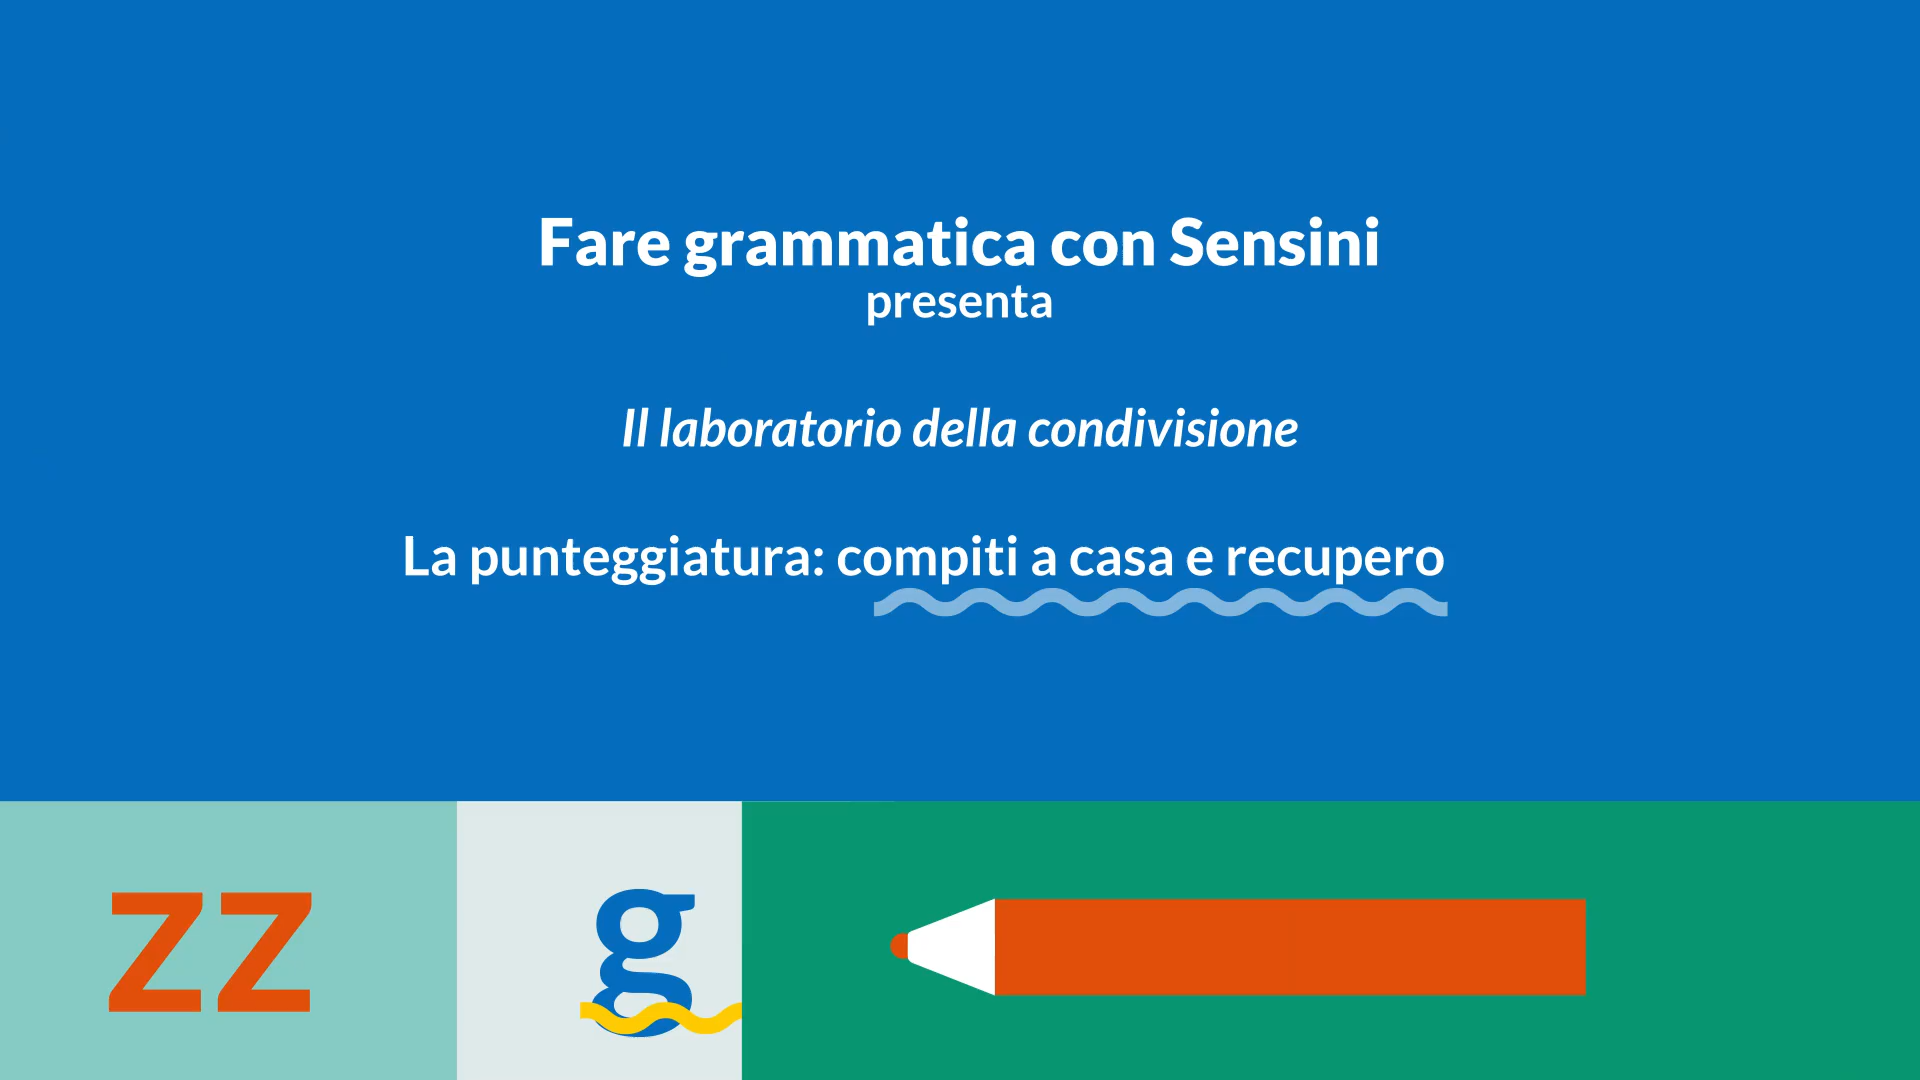 Fare grammatica con Sensini
presenta
Il laboratorio della condivisione
La punteggiatura: compiti a casa e recupero
zz
g